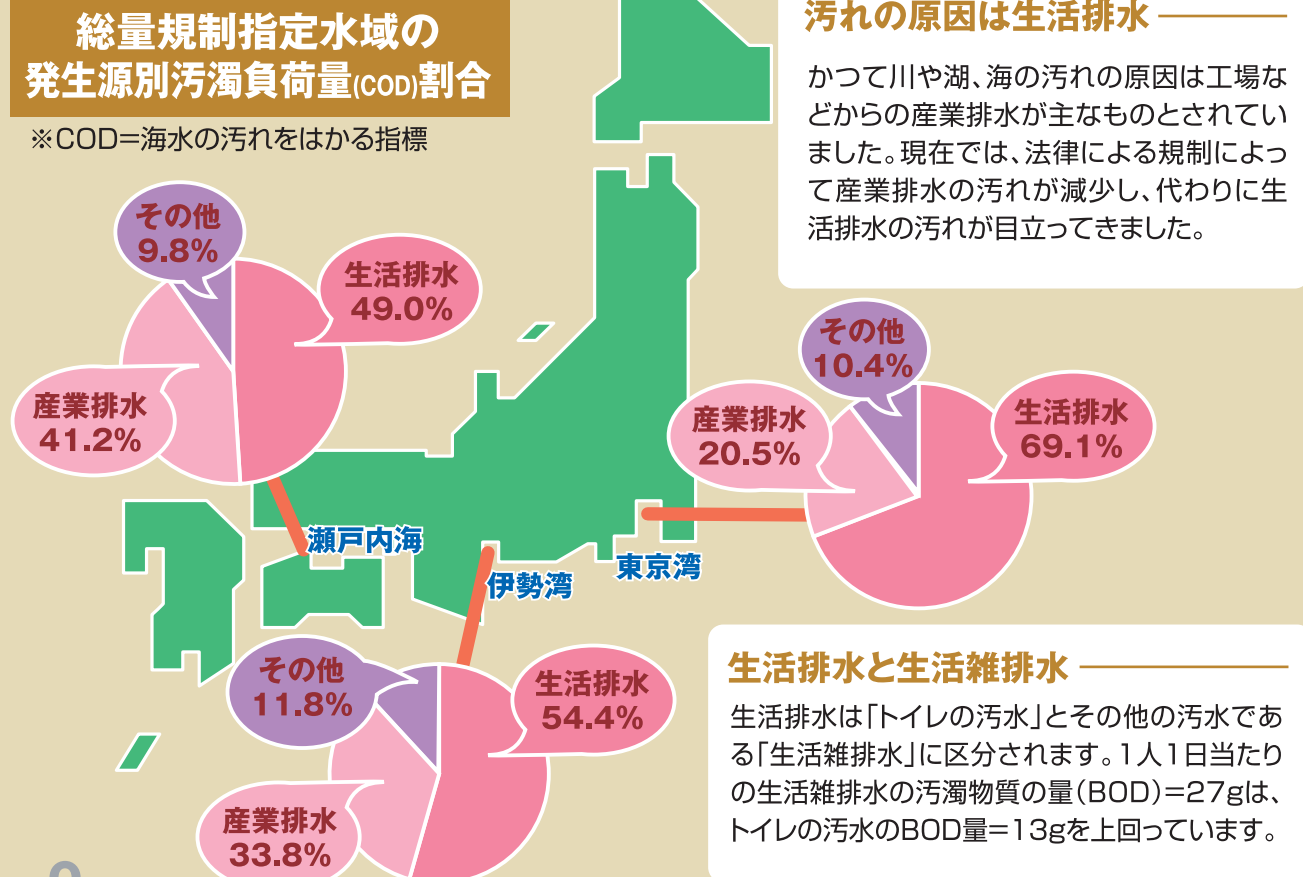 総量規制指定水域の
発生源別汚濁負荷量(COD)割合
※COD=海水の汚れをはかる指標
その他
9.8%
生活排水
49.0%
産業排水
41.2%
瀬戸内海
その他
11.8%
生活排水
54.4%
産業排水
33.8%
伊勢湾
その他
10.4%
生活排水
69.1%
産業排水
20.5%
東京湾
汚れの原因は生活排水
かつて川や湖、海の汚れの原因は工場な
どからの産業排水が主なものとされてい
ました。現在では、法律による規制によっ
て産業排水の汚れが減少し、代わりに生
活排水の汚れが目立ってきました。
生活排水と生活雑排水
生活排水は「トイレの汚水」とその他の汚水であ
る「生活雑排水」に区分されます。1人1日当たり
の生活雑排水の汚濁物質の量(BOD)=27gは、
トイレの汚水のBOD量=13gを上回っています。